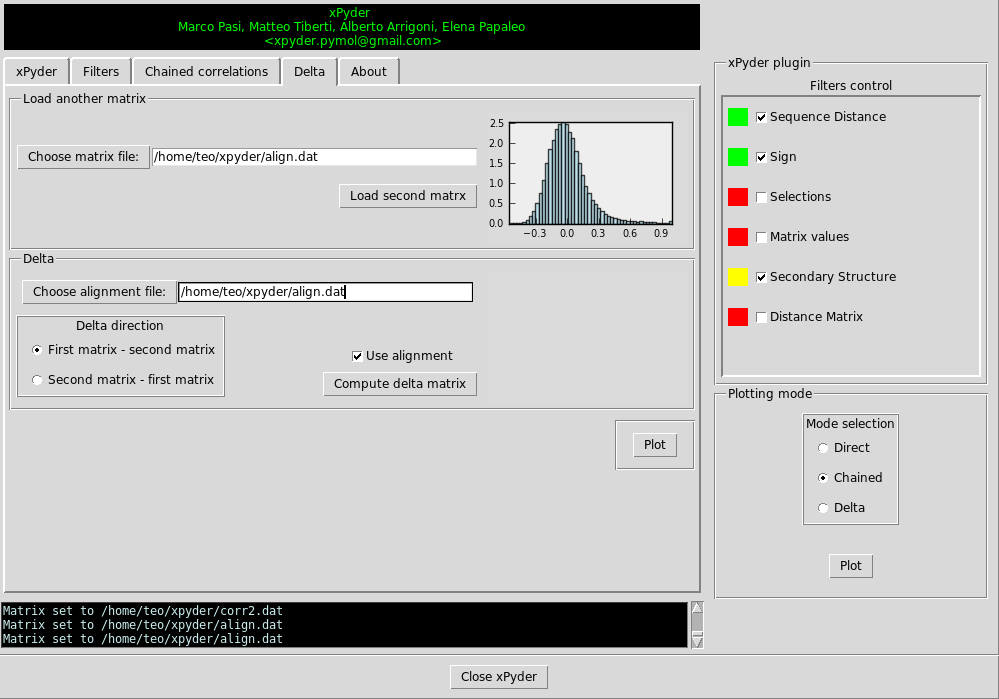 xPyder
Marco Pasi, Matteo Tiberti, Alberto Arrigoni, Elena Papaleo
<xpyder.pymol@gmail.com>
xPyder
Filters
Chained correlations
Delta
About
Load another matrix
Choose matrix file:
/home/teo/xpyder/align.dat
Load second matrx
2.5
2.0
1.5
1.0
0.5
0.0
−0.3 0.0 0.3 0.6 0.9
Delta
Choose alignment file:
/home/teo/xpyder/align.dat
Delta direction
First matrix - second matrix
Second matrix - first matrix
Use alignment
Compute delta matrix
Plot
xPyder plugin
Filters control
Sequence Distance
Sign
Selections
Matrix values
Secondary Structure
Distance Matrix
Plotting mode
Mode selection
Direct
Chained
Delta
Plot
Matrix set to /home/teo/xpyder/corr2.dat
Matrix set to /home/teo/xpyder/align.dat
Matrix set to /home/teo/xpyder/align.dat
Close xPyder